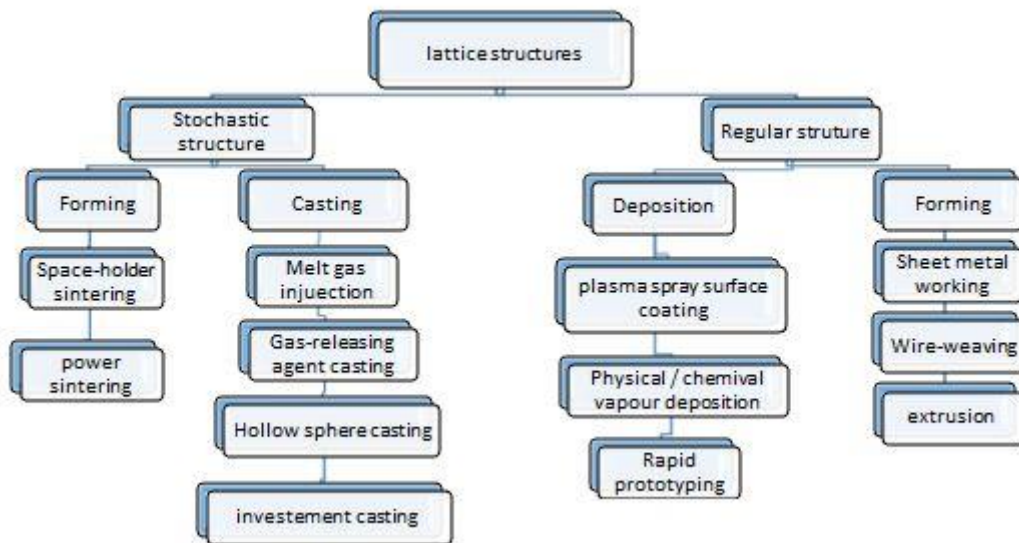 lattice structures
Stochastic
structure
Regular struture
Forming
Casting
Deposition
Forming
Space-holder
sintering
Melt gas
injuection
plasma spray surface
coating
Sheet metal
working
power
sintering
Gas-releasing
agent casting
Physical / chemival
vapour deposition
Wire-weaving
Hollow sphere casting
Rapid
prototyping
extrusion
investement casting